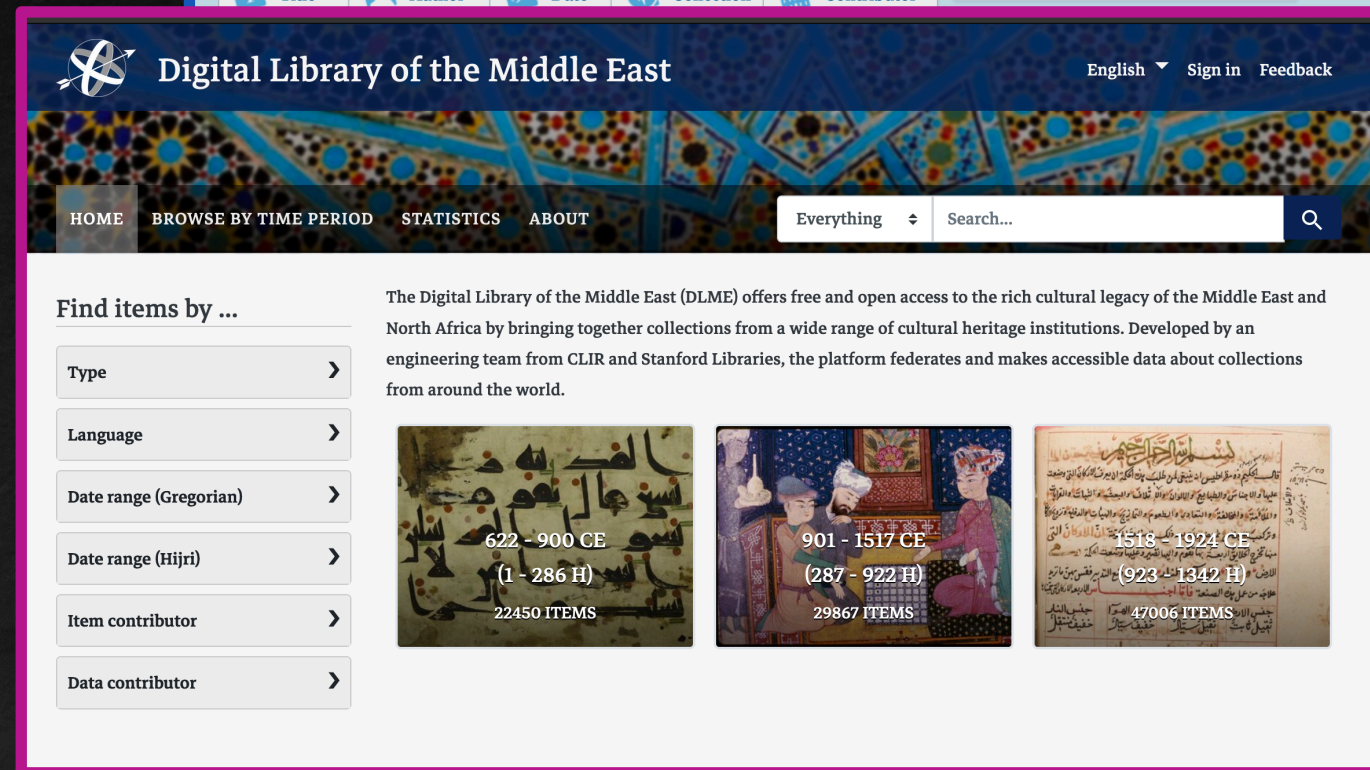 Digital Library of the Middle East
English Sign in Feedback
HOME BROWSE BY TIME PERIOD STATISTICS ABOUT
Everything Search...
Find items by ...
Type
Language
Date range (Gregorian)
Date range (Hijri)
Item contributor
Data contributor
The Digital Library of the Middle East (DLME) offers free and open access to the rich cultural legacy of the Middle East and
North Africa by bringing together collections from a wide range of cultural heritage institutions. Developed by an
engineering team from CLIR and Stanford Libraries, the platform federates and makes accessible data about collections
from around the world.
622 - 900 CE
(1 - 286 H)
22450 ITEMS
901 - 1517 CE
(287 - 922 H)
29867 ITEMS
بسم الله الرحمن الرحيم
1518 - 1924 CE
(923 - 1342 H)
47006 ITEMS